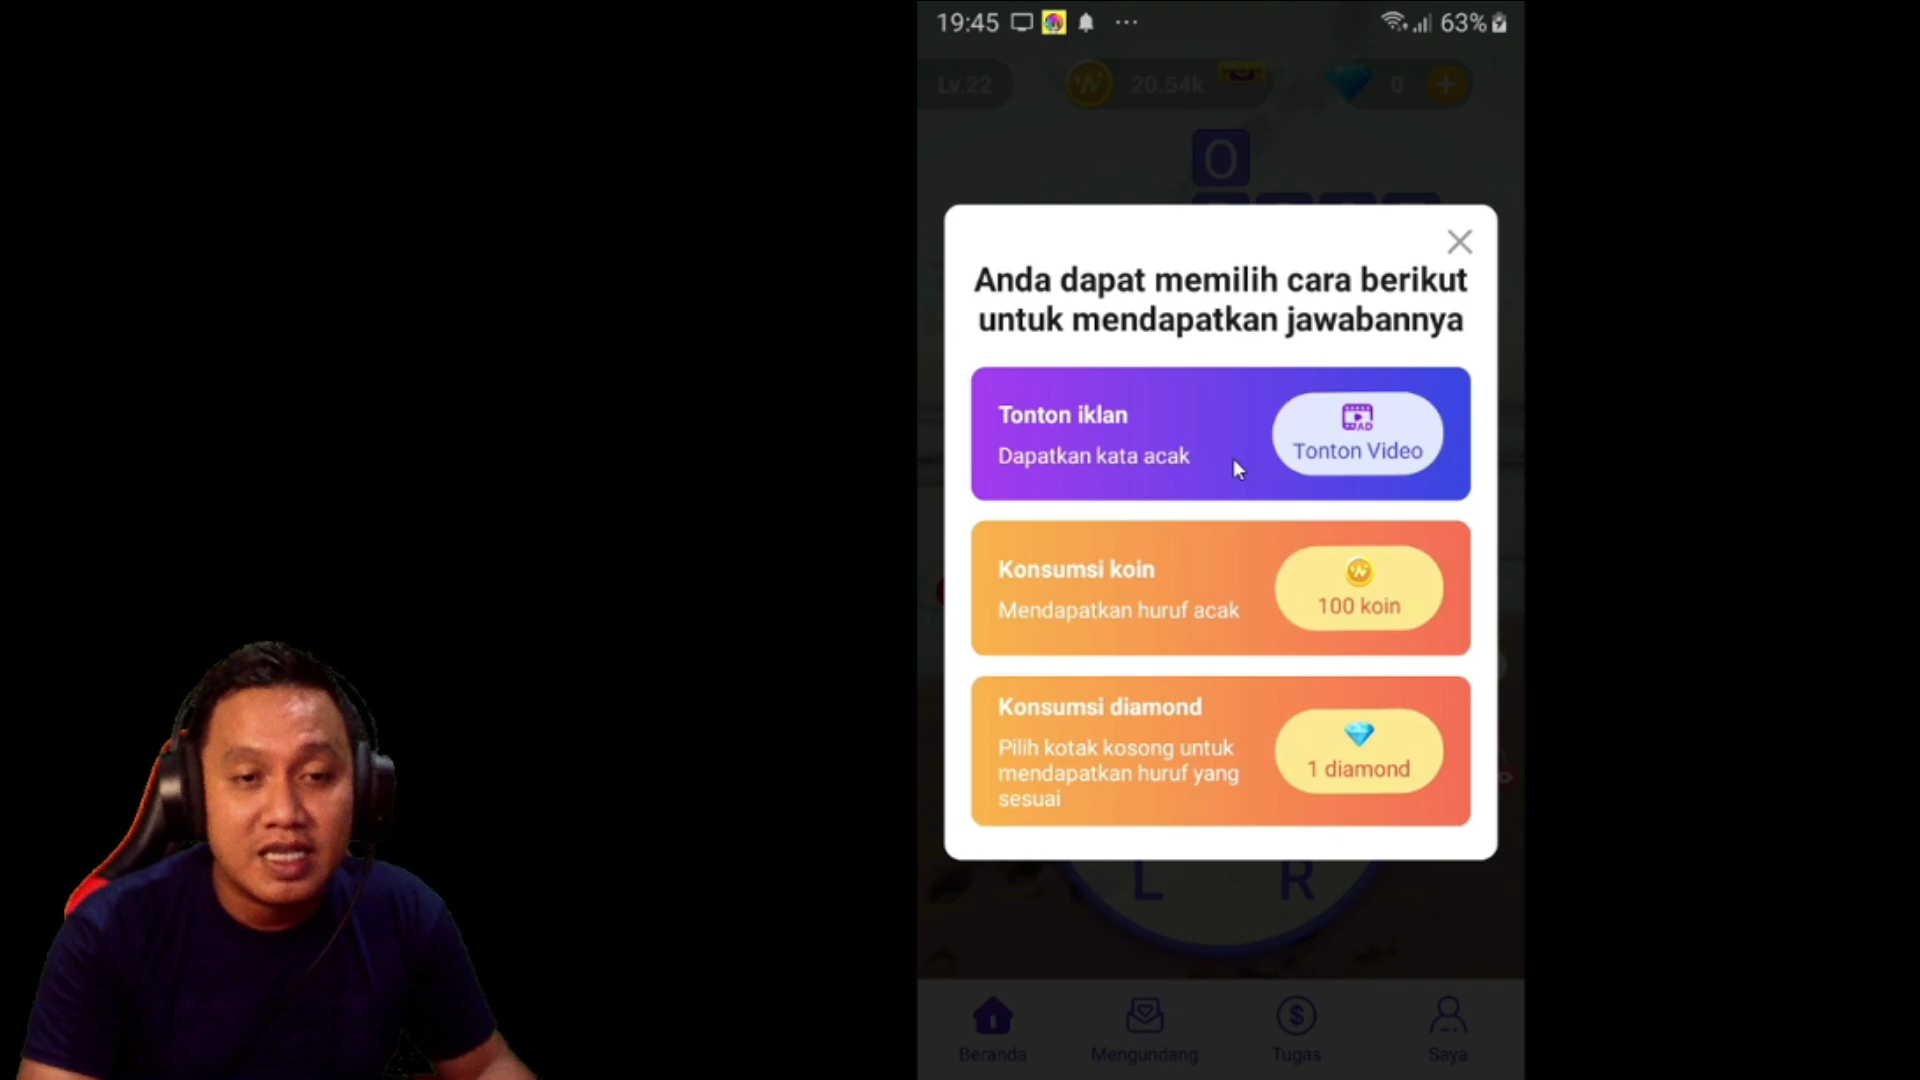 19:45
63%
Lv.22
20.54k
0
O
Anda dapat memilih cara berikut
untuk mendapatkan jawabannya
Tonton iklan
Dapatkan kata acak
AD
Tonton Video
Konsumsi koin
Mendapatkan huruf acak
100 koin
Konsumsi diamond
Pilih kotak kosong untuk
mendapatkan huruf yang
sesuai
1 diamond
L R
Beranda Mengundang Tugas Saya